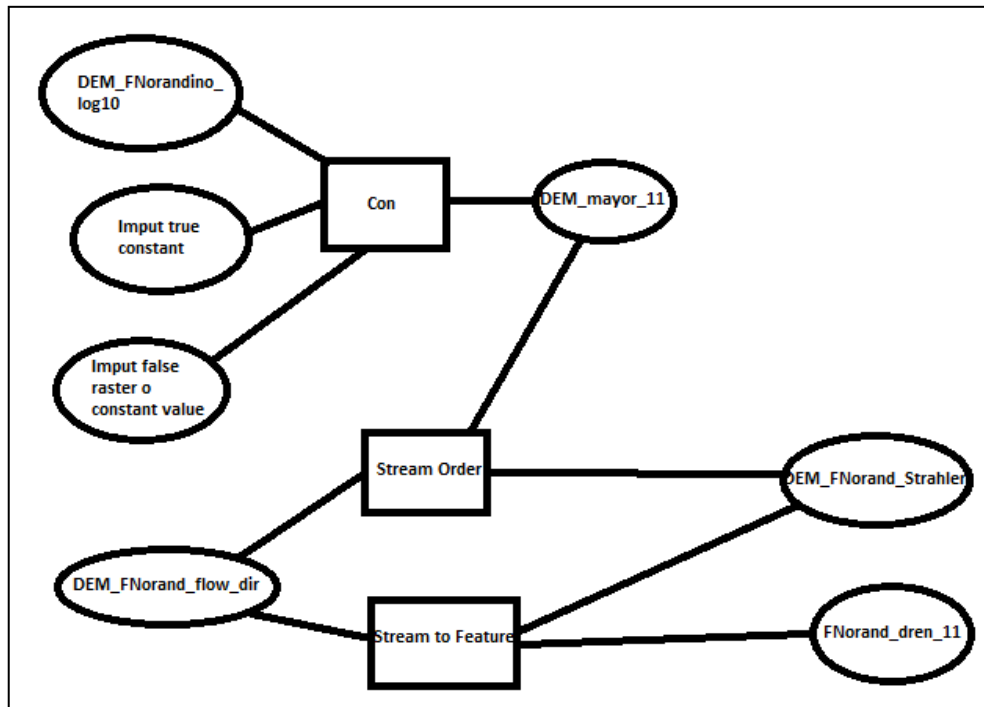 DEM_FNorandino_
log10
Con
DEM_mayor_11
Imput true
constant
Imput false
raster o
constant value
Stream Order
DEM_FNorand_Strahler
DEM_FNorand_flow_dir
Stream to Feature
FNorand_dren_11